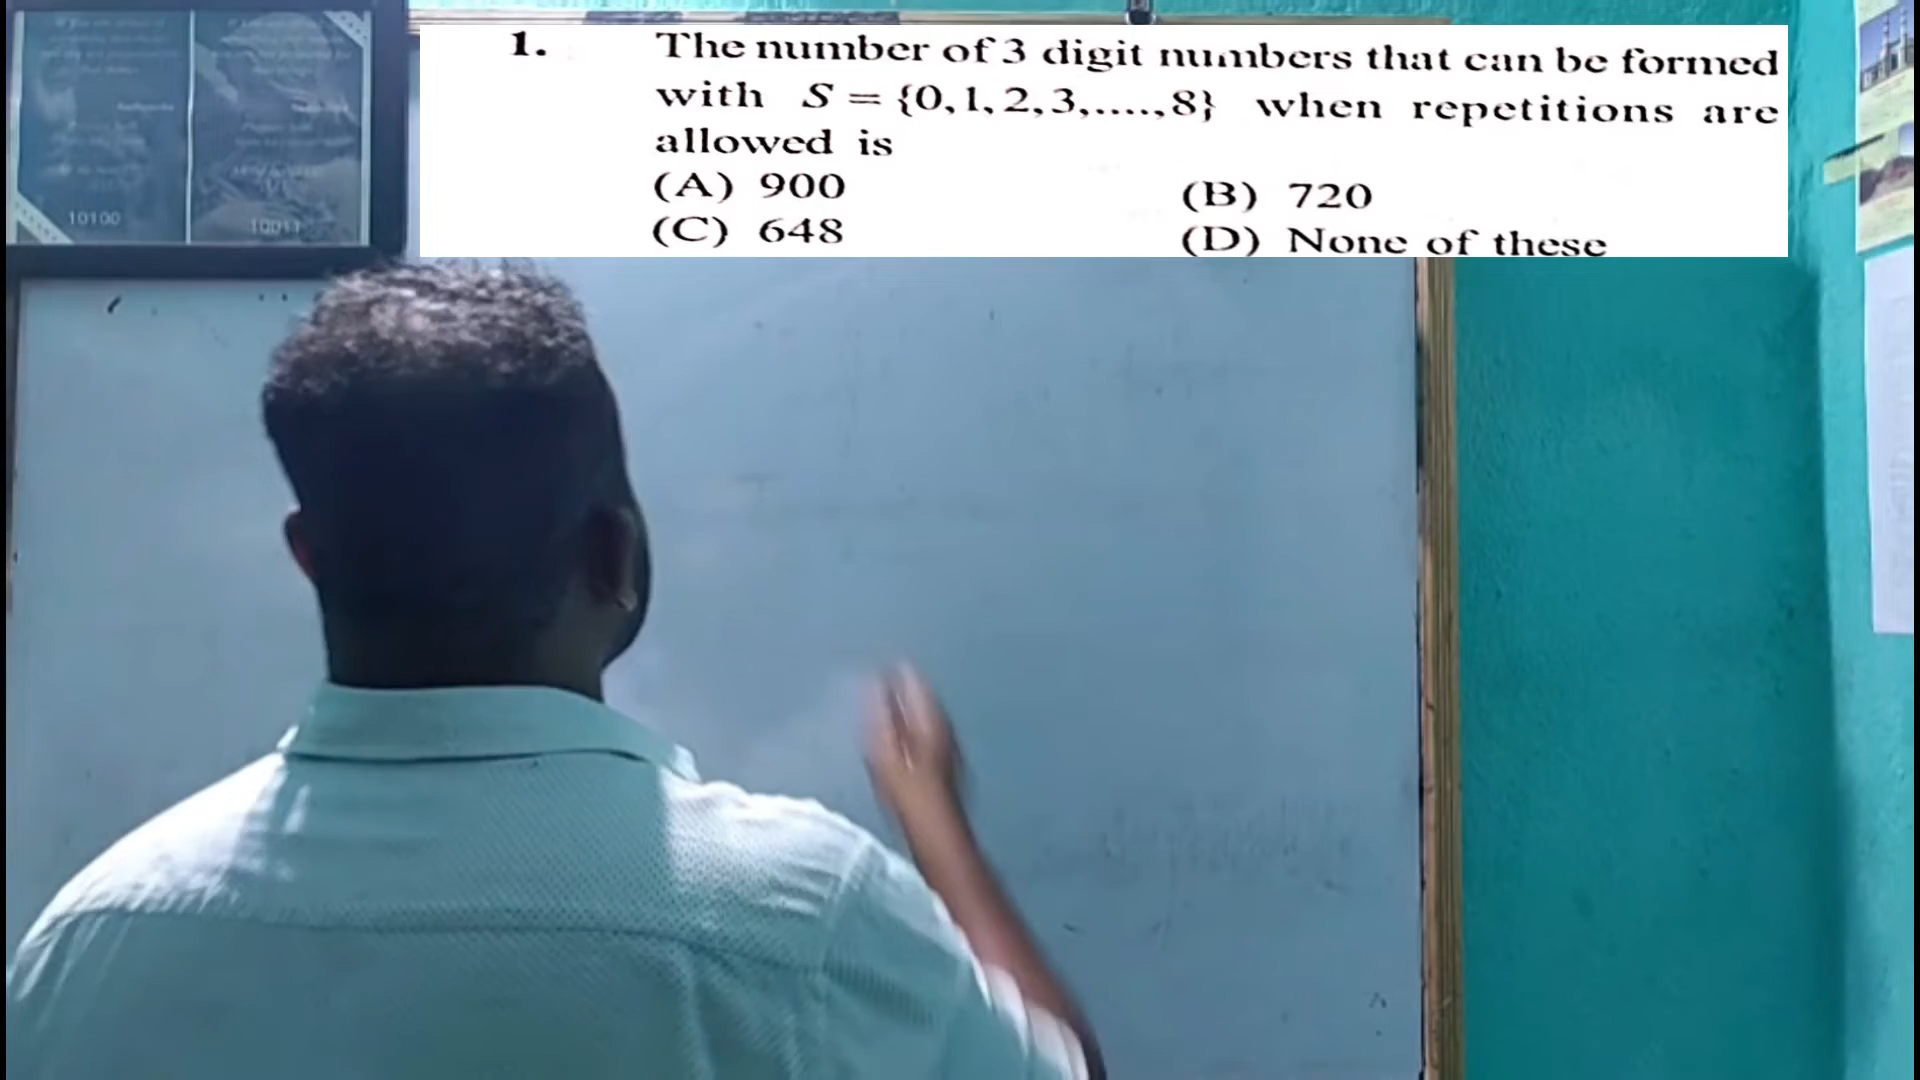 1. The number of 3 digit numbers that can be formed
with S = {0, 1, 2, 3,....., 8} when repetitions are
allowed is
(A) 900 (B) 720
(C) 648 (D) None of these
10100
10011